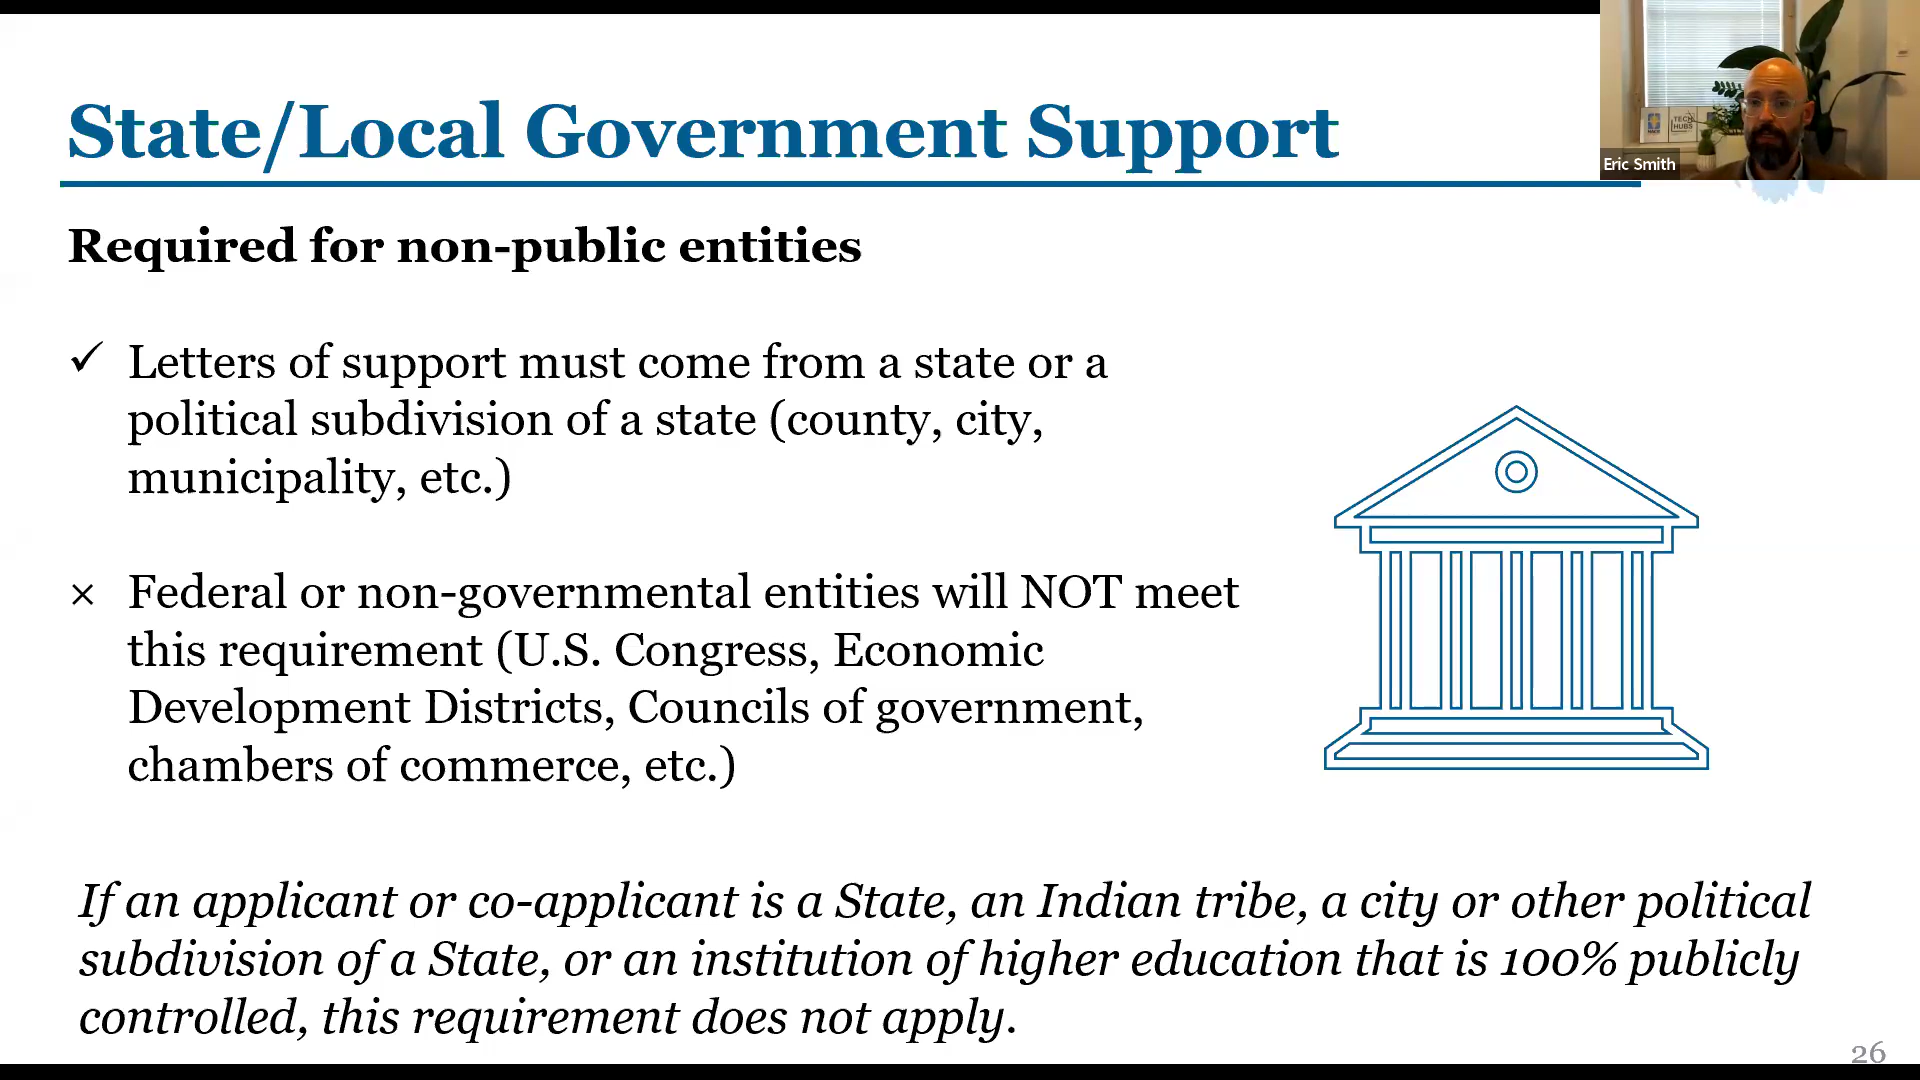 State/Local Government Support
TECH
HUBS
Eric Smith
Required for non-public entities
✓ Letters of support must come from a state or a
political subdivision of a state (county, city,
municipality, etc.)
× Federal or non-governmental entities will NOT meet
this requirement (U.S. Congress, Economic
Development Districts, Councils of government,
chambers of commerce, etc.)
If an applicant or co-applicant is a State, an Indian tribe, a city or other political
subdivision of a State, or an institution of higher education that is 100% publicly
controlled, this requirement does not apply.
26